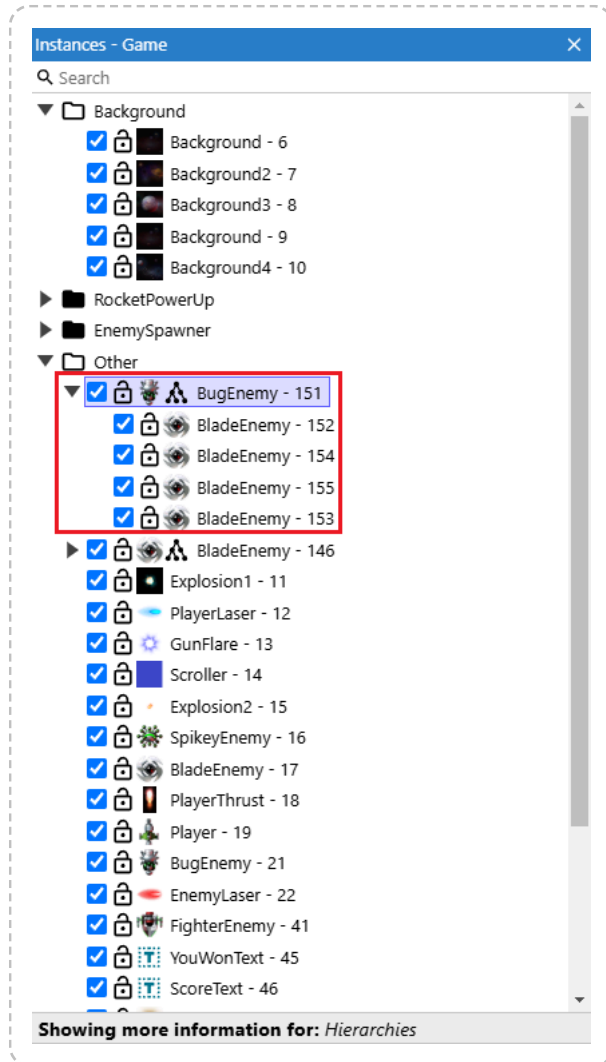 Instances - Game
Search
Background
Background - 6
Background2 - 7
Background3 - 8
Background - 9
Background4 - 10
RocketPowerUp
EnemySpawner
Other
BugEnemy - 151
BladeEnemy - 152
BladeEnemy - 154
BladeEnemy - 155
BladeEnemy - 153
BladeEnemy - 146
Explosion1 - 11
PlayerLaser - 12
GunFlare - 13
Scroller - 14
Explosion2 - 15
SpikeyEnemy - 16
BladeEnemy - 17
PlayerThrust - 18
Player - 19
BugEnemy - 21
EnemyLaser - 22
FighterEnemy - 41
YouWonText - 45
ScoreText - 46
Showing more information for: Hierarchies